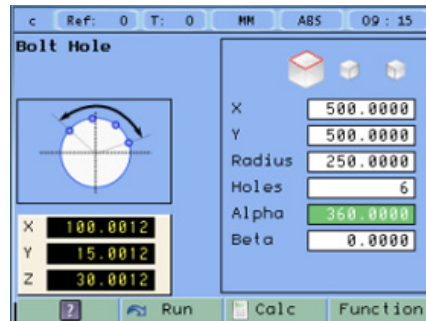 c Ref: 0 T: 0 MM ABS 09 : 15
Bolt Hole
X 500.0000
Y 500.0000
Radius 250.0000
Holes 6
Alpha 360.0000
Beta 0.0000
X 100.0012
Y 15.0012
Z 30.0012
? Run Calc Function